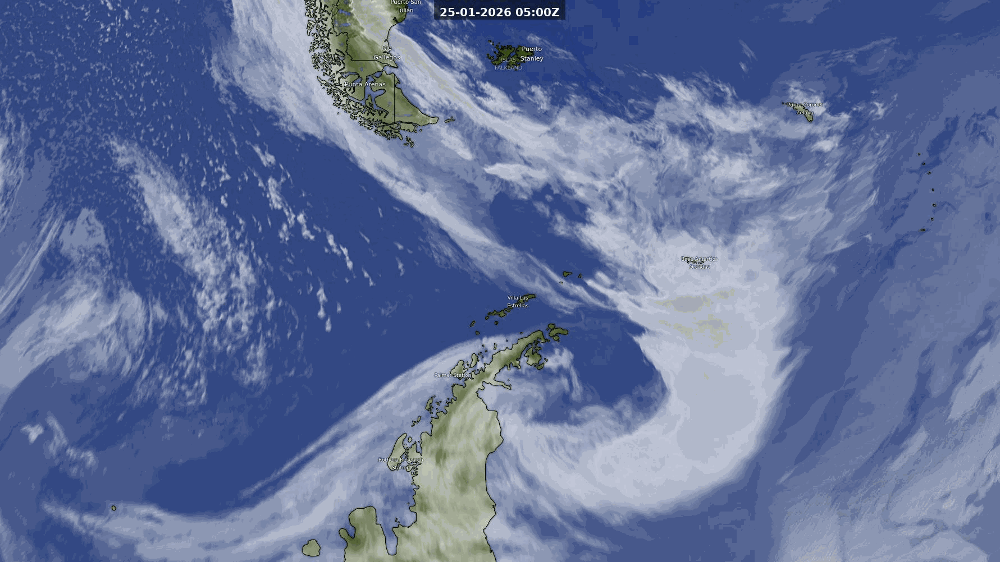 Puerto San
Julián
25-01-2026 05:00Z
Río
Gallegos
Puerto
Stanley
ISLAS
FALKLAND
Punta Arenas
Punta Coronel
Zelaya
Base Antártica
Orcadas
Villa Las
Estrellas
Palmer Station
Rothera Research
Station